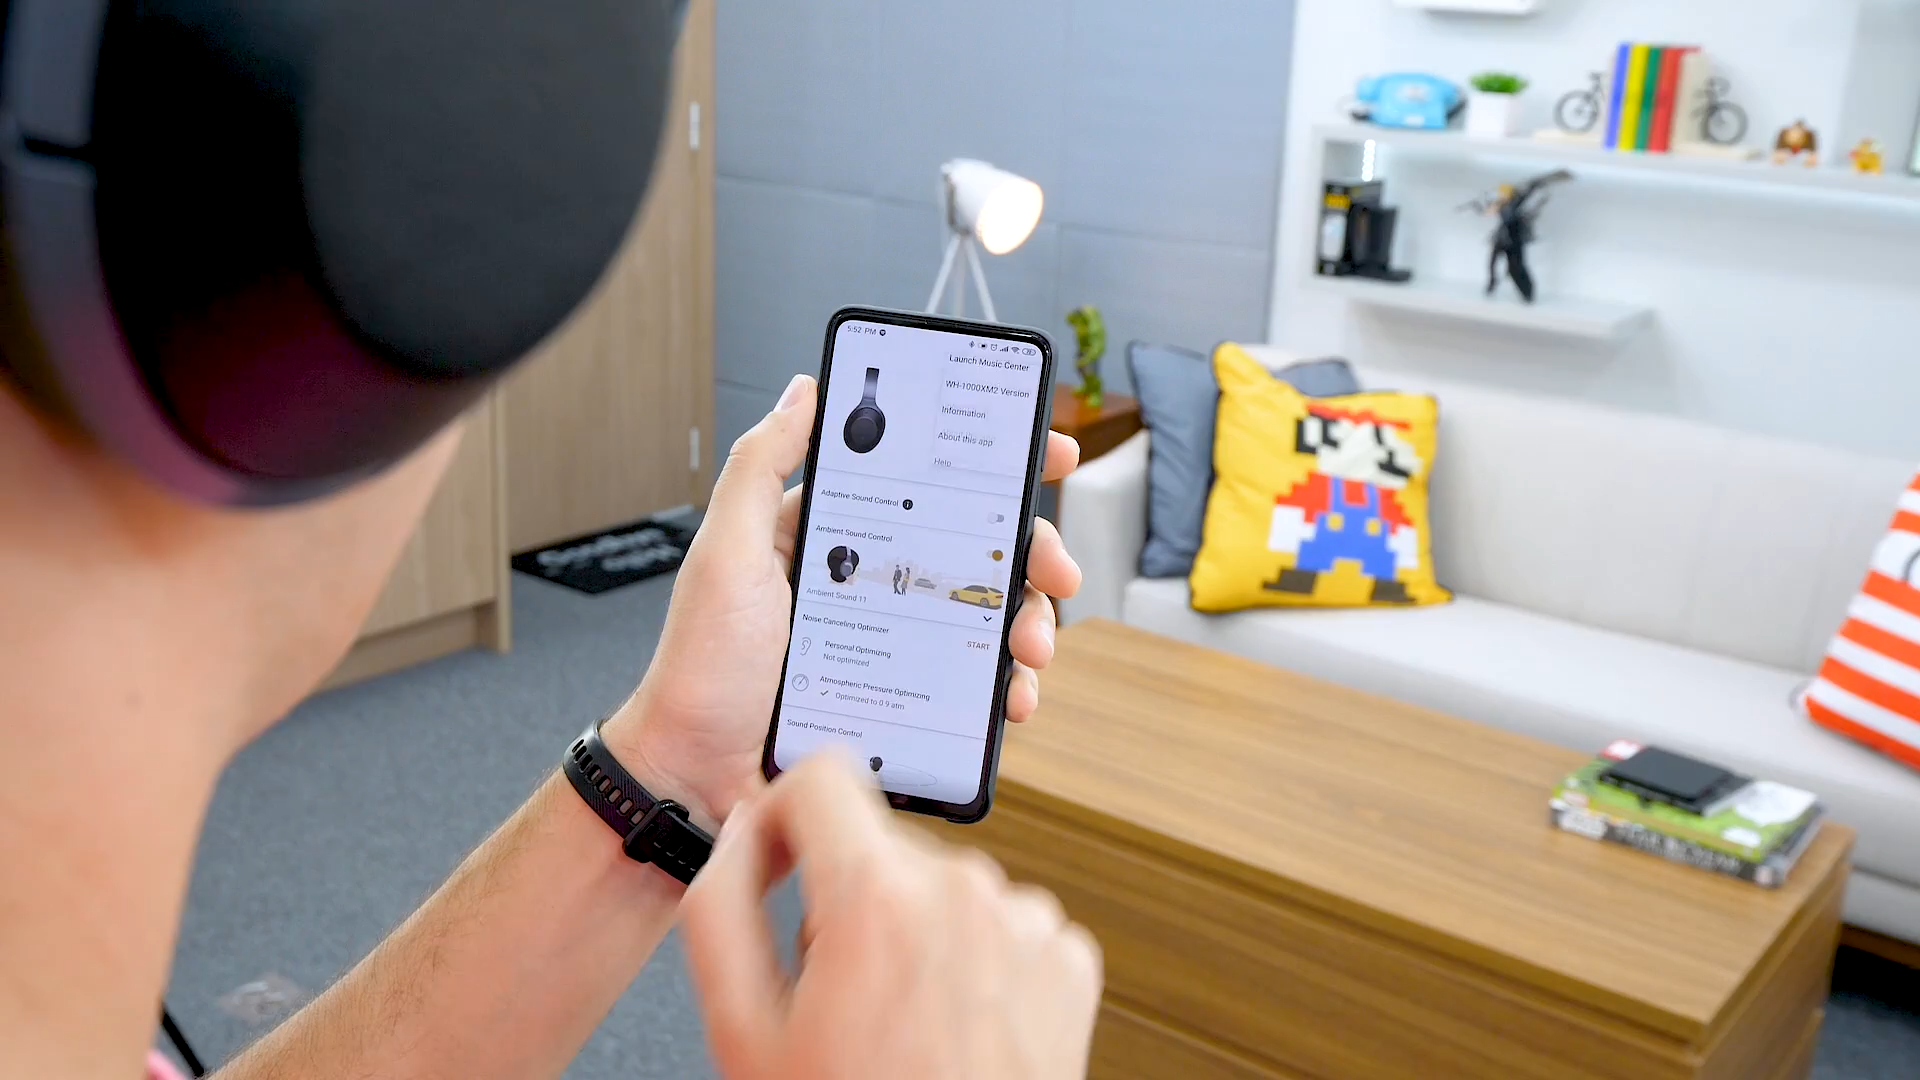 5:52 PM
Launch Music Center
WH-1000XM2 Version
Information
About this app
Help
Adaptive Sound Control
Ambient Sound Control
Ambient Sound 11
Noise Canceling Optimizer
START
Personal Optimizing
Not optimized
Atmospheric Pressure Optimizing
Optimized to 0.9 atm
Sound Position Control